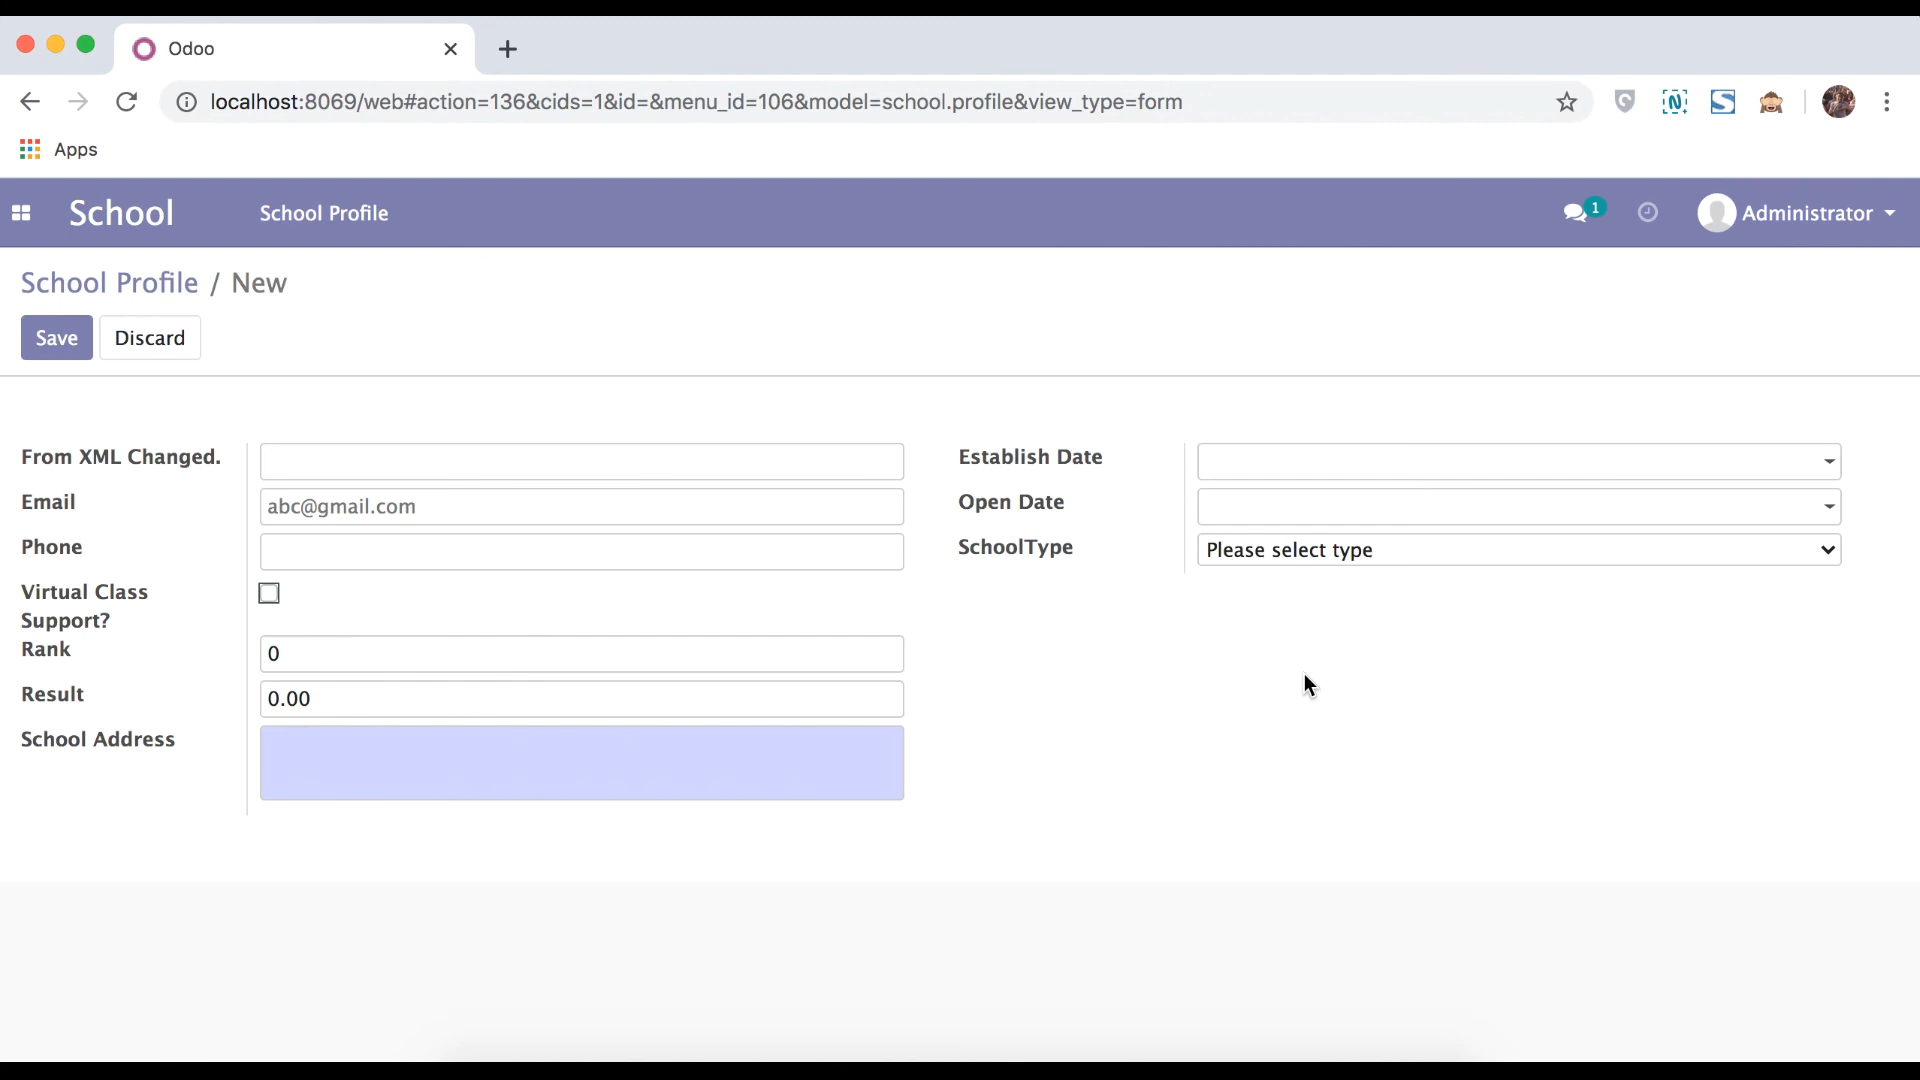 Odoo
localhost:8069/web#action=136&cids=1&id=&menu_id=106&model=school.profile&view_type=form
Apps
School School Profile 1 Administrator
School Profile / New
Save Discard
From XML Changed. Establish Date
Email abc@gmail.com Open Date
Phone SchoolType Please select type
Virtual Class
Support?
Rank 0
Result 0.00
School Address